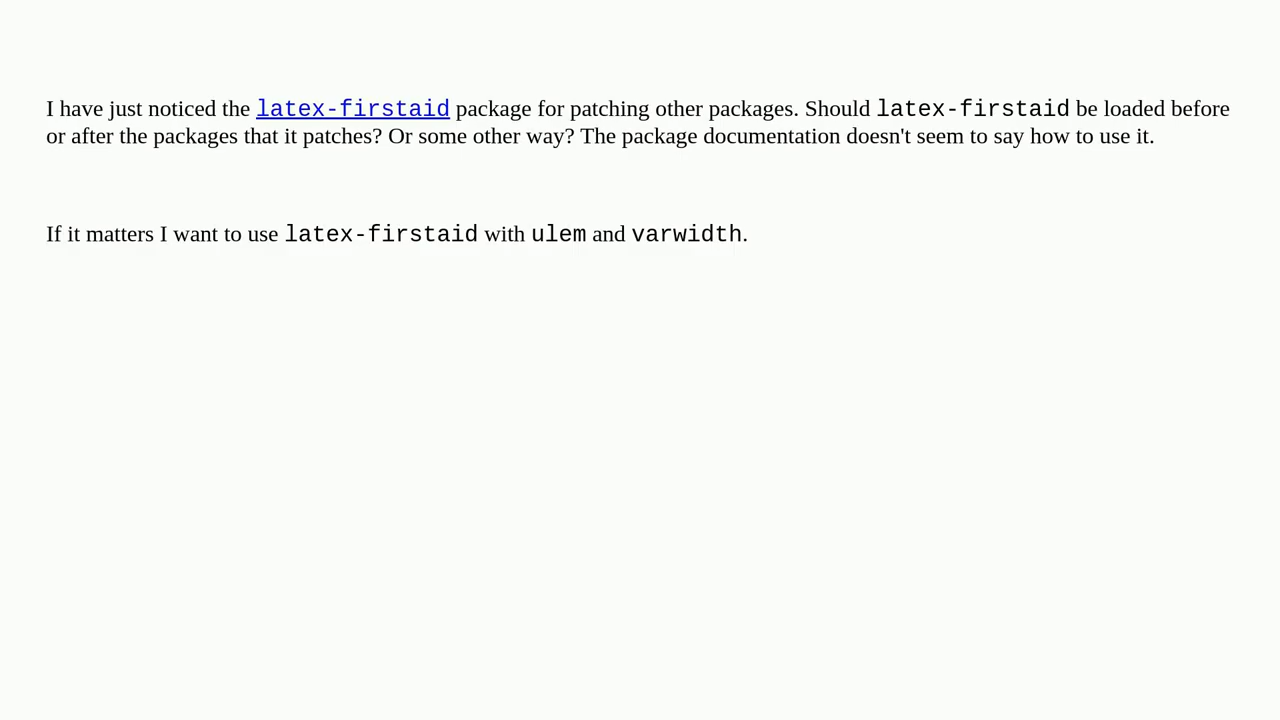 I have just noticed the latex-firstaid package for patching other packages. Should latex-firstaid be loaded before
or after the packages that it patches? Or some other way? The package documentation doesn't seem to say how to use it.
If it matters I want to use latex-firstaid with ulem and varwidth.